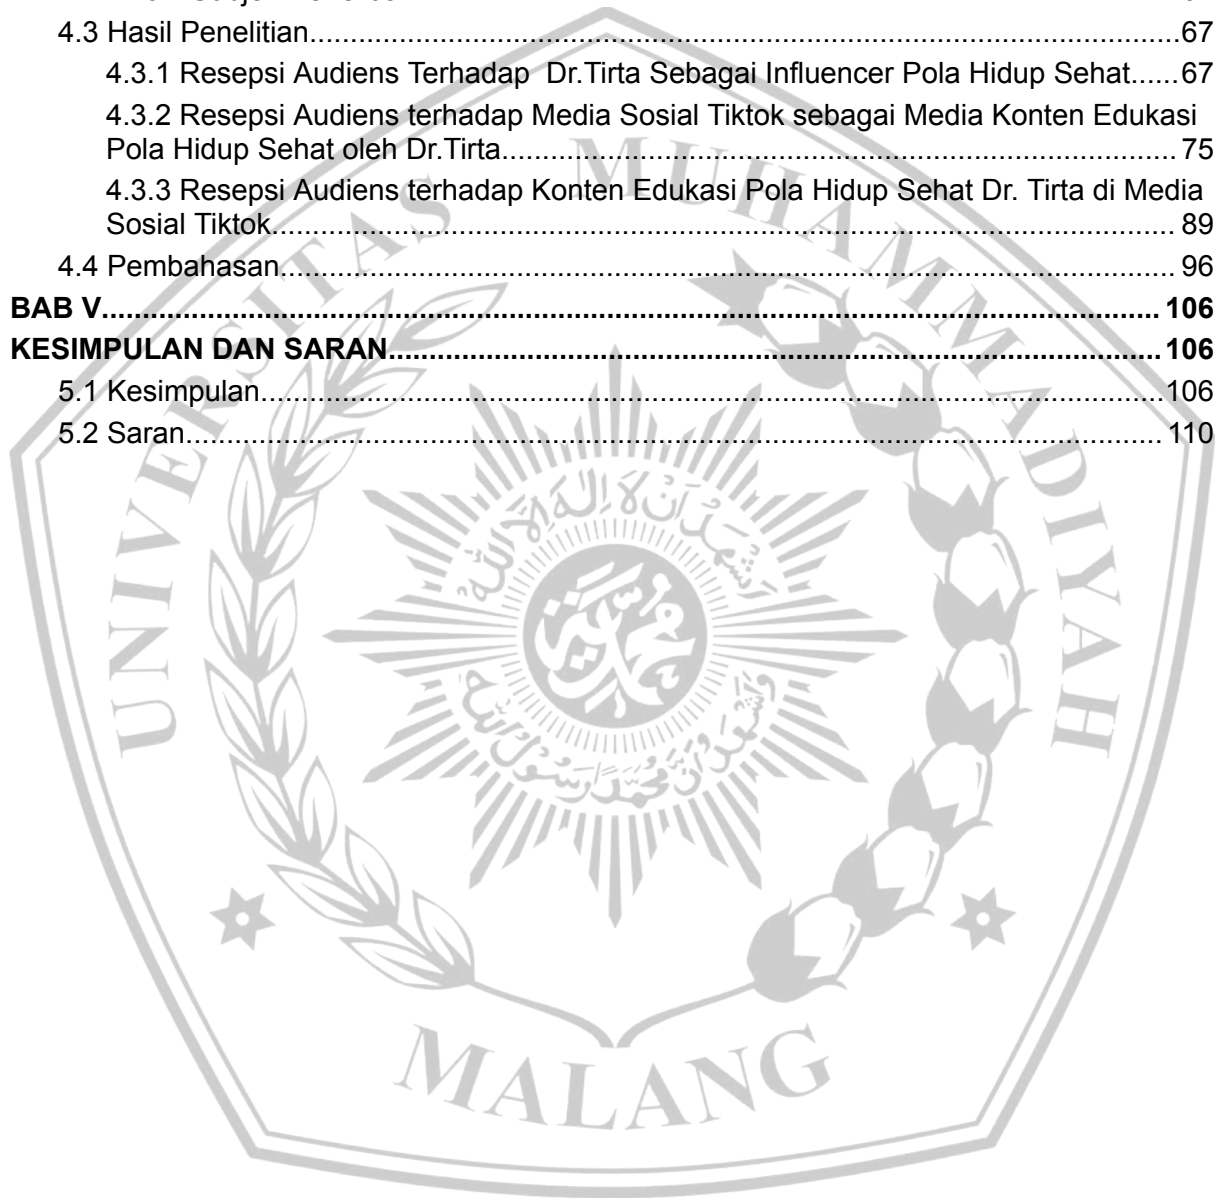 4.3 Hasil Penelitian....................................................................................................67
4.3.1 Resepsi Audiens Terhadap  Dr.Tirta Sebagai Influencer Pola Hidup Sehat......67
4.3.2 Resepsi Audiens terhadap Media Sosial Tiktok sebagai Media Konten Edukasi
Pola Hidup Sehat oleh Dr.Tirta............................................................................... 75
4.3.3 Resepsi Audiens terhadap Konten Edukasi Pola Hidup Sehat Dr. Tirta di Media
Sosial Tiktok.......................................................................................................... 89
4.4 Pembahasan....................................................................................................... 96
BAB V........................................................................................................................ 106
KESIMPULAN DAN SARAN...................................................................................... 106
5.1 Kesimpulan........................................................................................................106
5.2 Saran................................................................................................................. 110
UNIVERSITAS MUHAMMADIYAH
MALANG